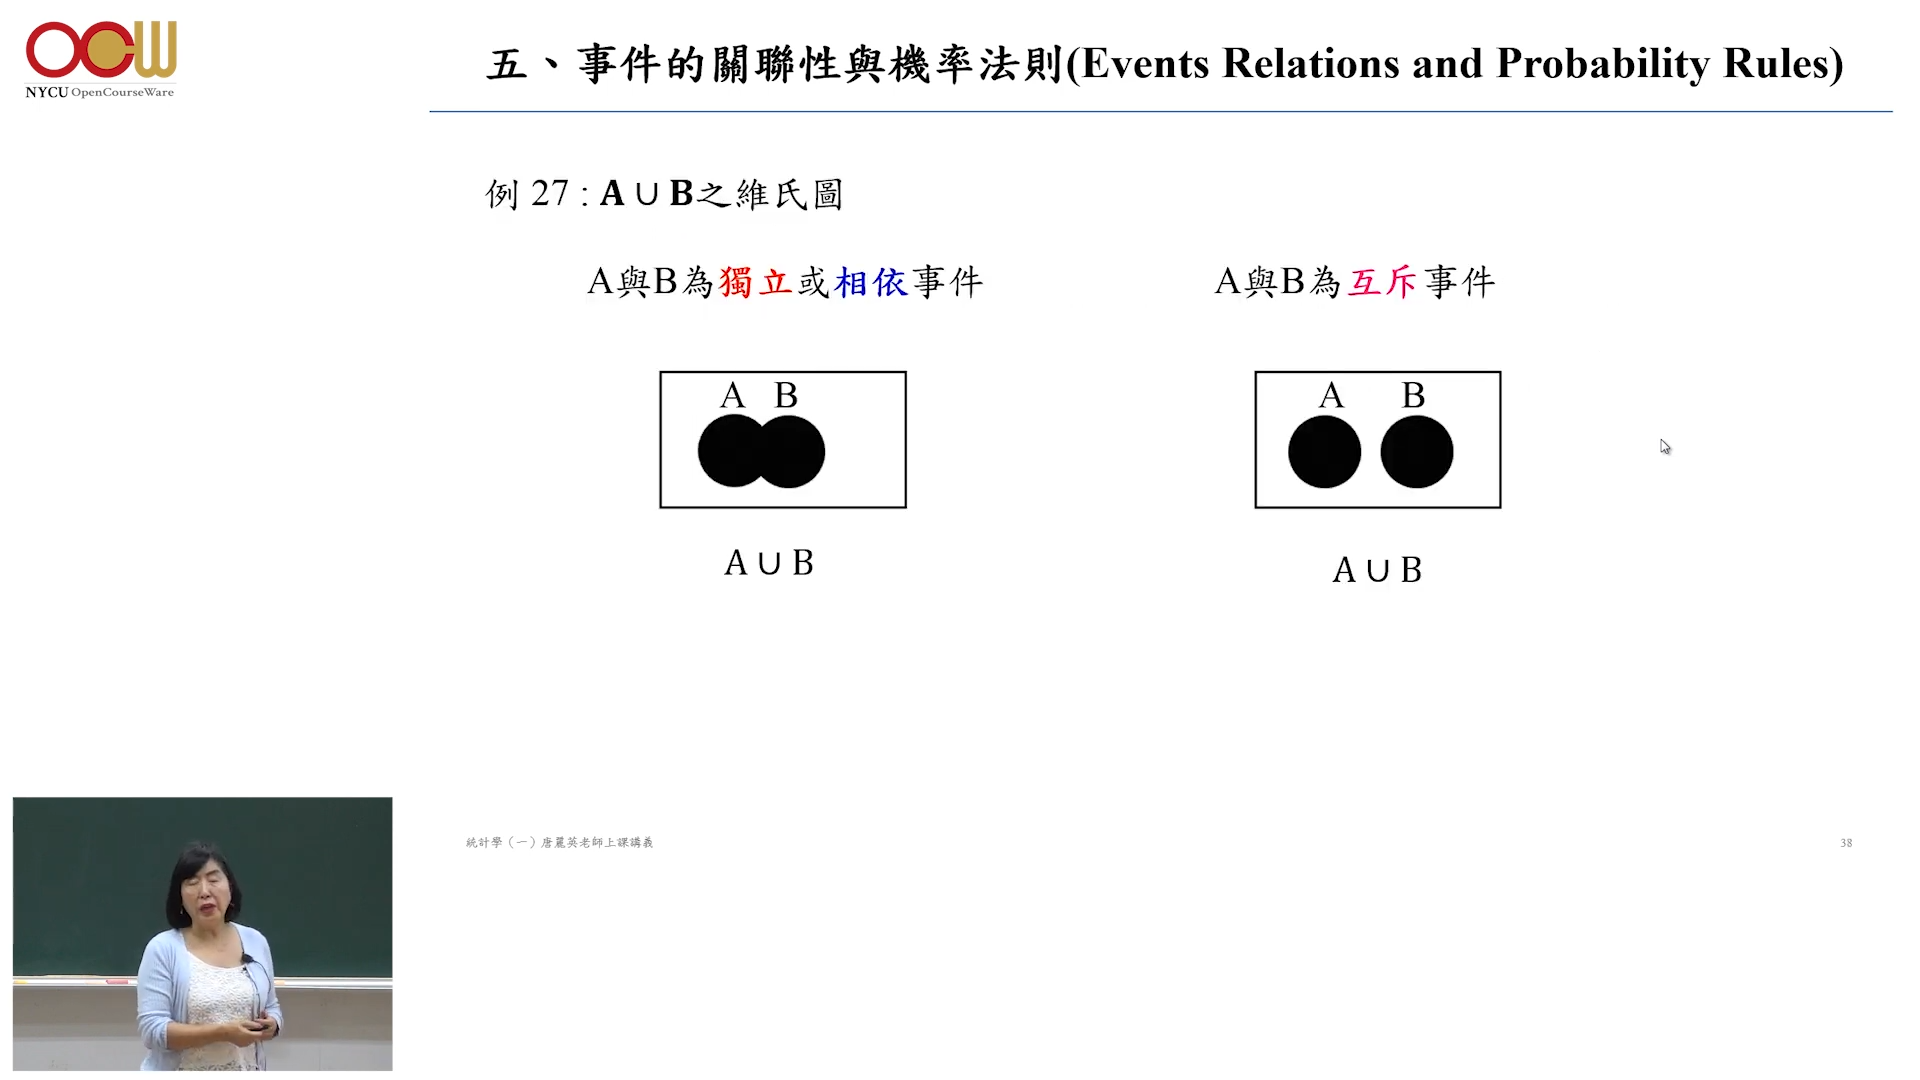 OCW
NYCU OpenCourseWare
五、事件的關聯性與機率法則(Events Relations and Probability Rules)
例 27 : A ∪ B之維氏圖
A與B為獨立或相依事件
A與B為互斥事件
A B
A B
A ∪ B
A ∪ B
統計學（一）唐麗英老師上課講義
38